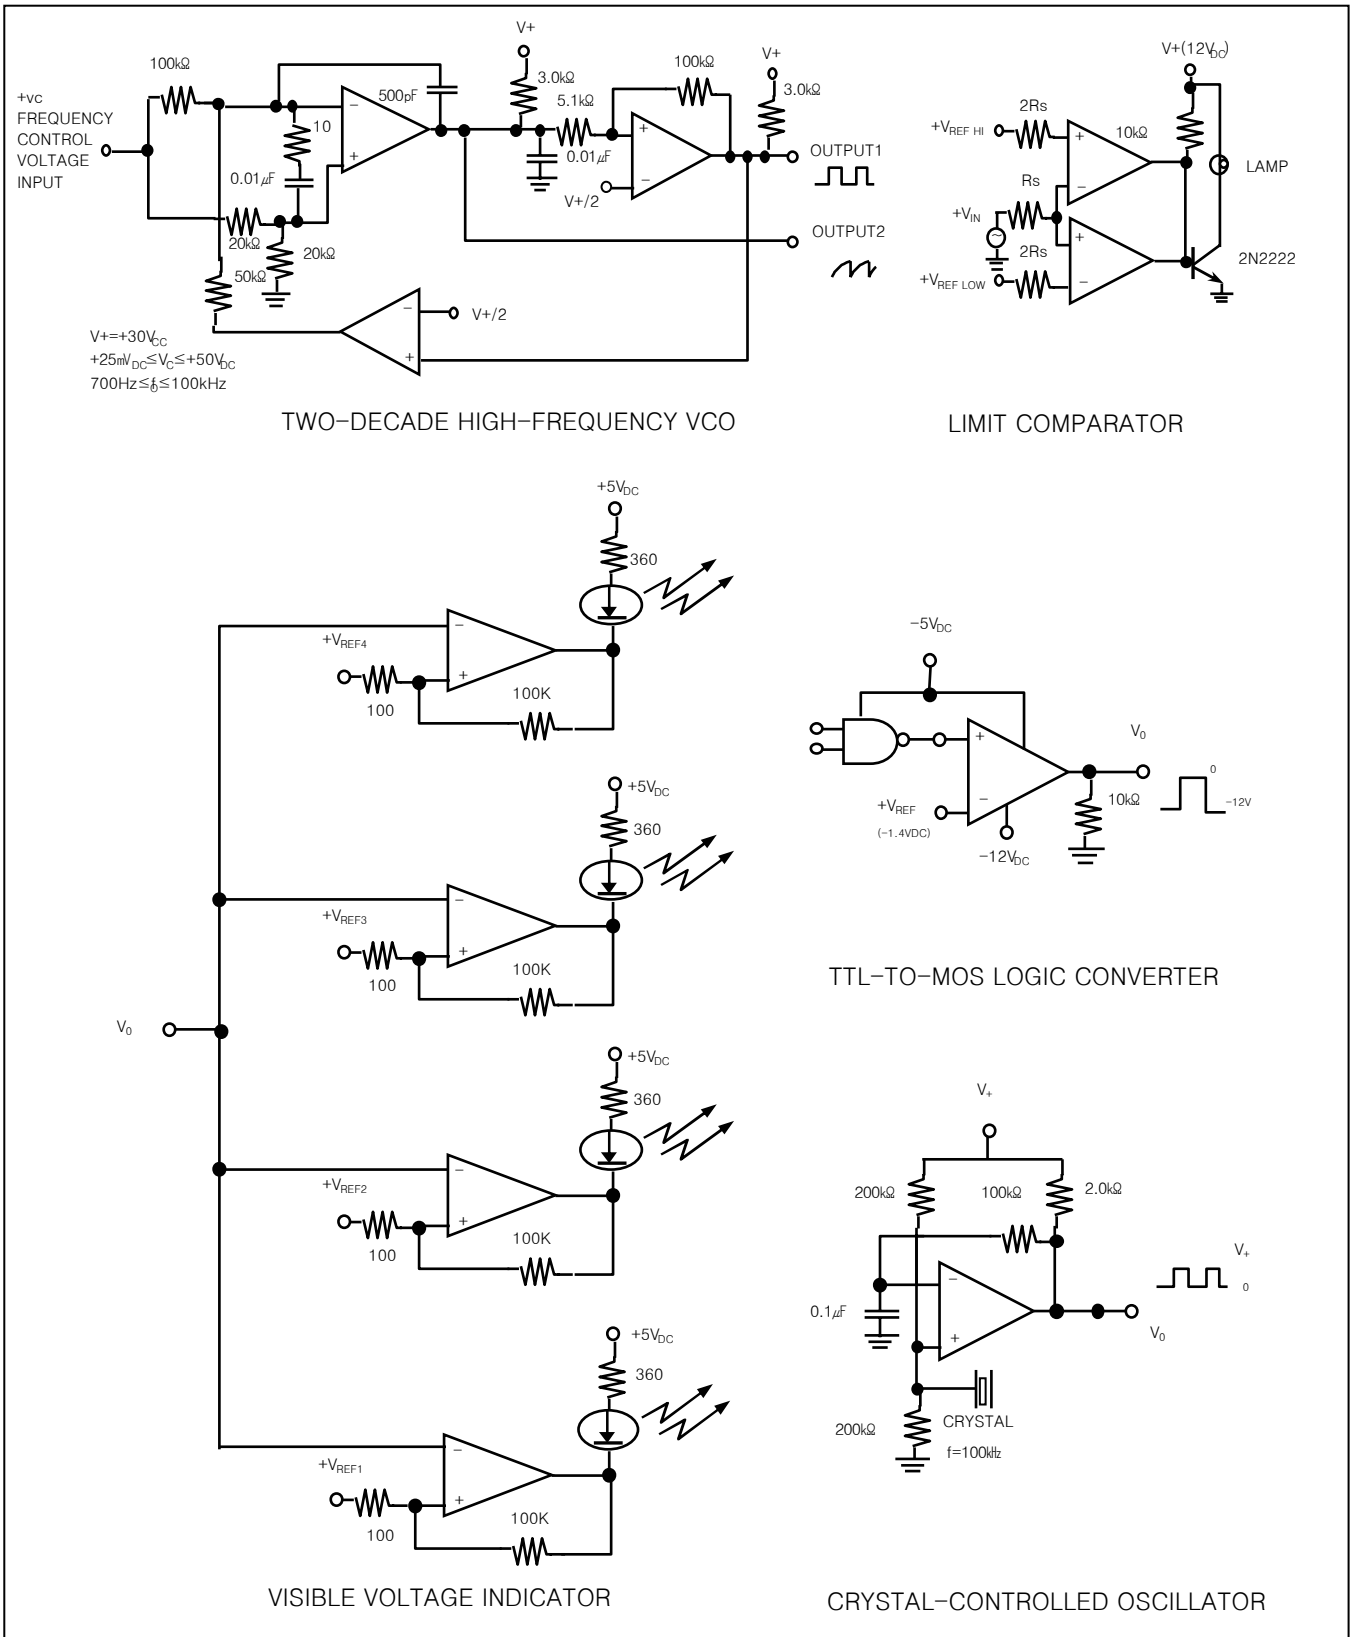 V+
V+
100kΩ
100kΩ
3.0kΩ
3.0kΩ
500pF
5.1kΩ
+vc
FREQUENCY
CONTROL
VOLTAGE
INPUT
10
−
+
0.01μF
20kΩ
20kΩ
50kΩ
0.01μF
+
−
V+/2
OUTPUT1
OUTPUT2
−
V+/2
+
V+=+30VCC
+25mVDC≤VC≤+50VDC
700Hz≤fO≤100kHz
TWO-DECADE HIGH-FREQUENCY VCO
V+(12VDC)
2Rs
+VREF HI
+
10kΩ
LAMP
Rs
−
+VIN
~
+
2Rs
+VREF LOW
−
2N2222
LIMIT COMPARATOR
+5VDC
360
−
+VREF4
+
100
100K
+5VDC
360
−
+VREF3
+
100
100K
V0
+5VDC
360
−
+VREF2
+
100
100K
+5VDC
360
−
+VREF1
+
100
100K
VISIBLE VOLTAGE INDICATOR
−5VDC
+
V0
0
−12V
+VREF
(−1.4VDC)
−
10kΩ
−12VDC
TTL-TO-MOS LOGIC CONVERTER
V+
200kΩ
100kΩ
2.0kΩ
−
V+
0
0.1μF
+
V0
200kΩ
CRYSTAL
f=100kHz
CRYSTAL-CONTROLLED OSCILLATOR